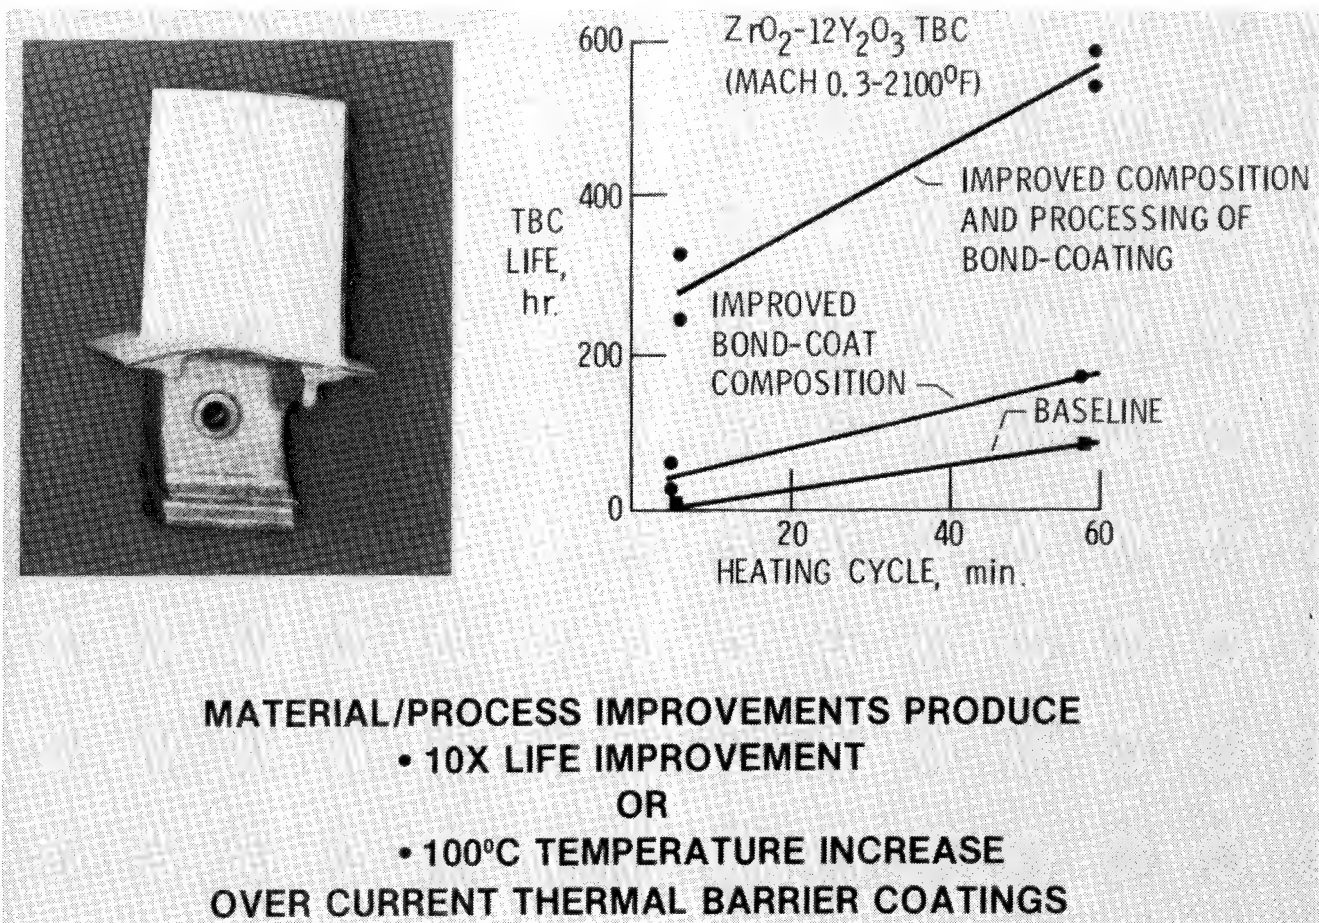 600
ZrO₂-12Y₂O₃ TBC
(MACH 0.3-2100⁰F)
400
TBC
LIFE,
hr.
IMPROVED COMPOSITION
AND PROCESSING OF
BOND-COATING
IMPROVED
BOND-COAT
COMPOSITION
200
BASELINE
0
20
40
60
HEATING CYCLE, min.
MATERIAL/PROCESS IMPROVEMENTS PRODUCE
• 10X LIFE IMPROVEMENT
OR
• 100⁰C TEMPERATURE INCREASE
OVER CURRENT THERMAL BARRIER COATINGS